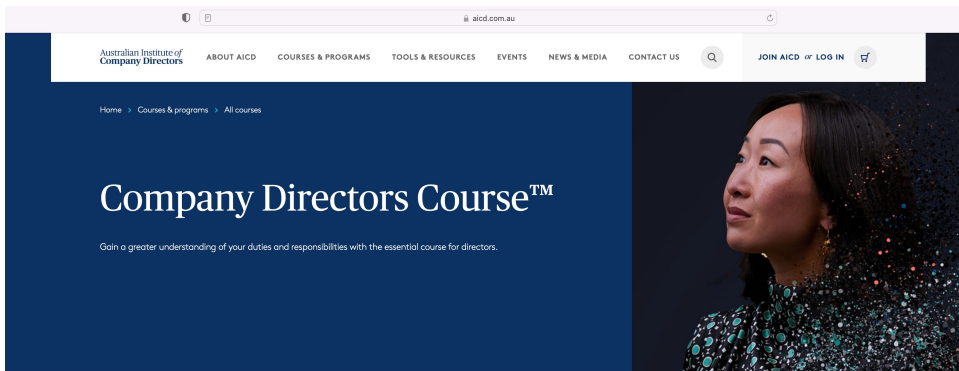 aicd.com.au
Australian Institute of
Company Directors
ABOUT AICD
COURSES & PROGRAMS
TOOLS & RESOURCES
EVENTS
NEWS & MEDIA
CONTACT US
JOIN AICD or LOG IN
Home > Courses & programs > All courses
Company Directors Course™
Gain a greater understanding of your duties and responsibilities with the essential course for directors.